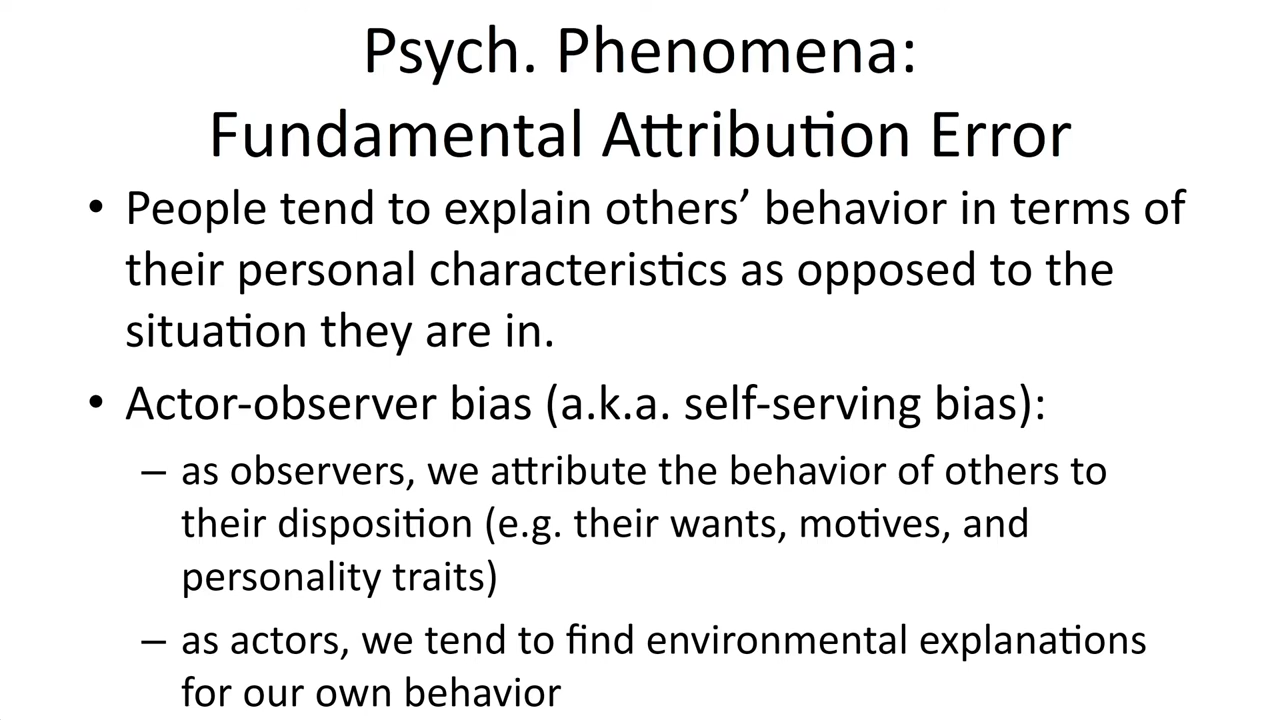 Psych. Phenomena:
Fundamental Attribution Error
• People tend to explain others’ behavior in terms of
their personal characteristics as opposed to the
situation they are in.
• Actor-observer bias (a.k.a. self-serving bias):
– as observers, we attribute the behavior of others to
their disposition (e.g. their wants, motives, and
personality traits)
– as actors, we tend to find environmental explanations
for our own behavior